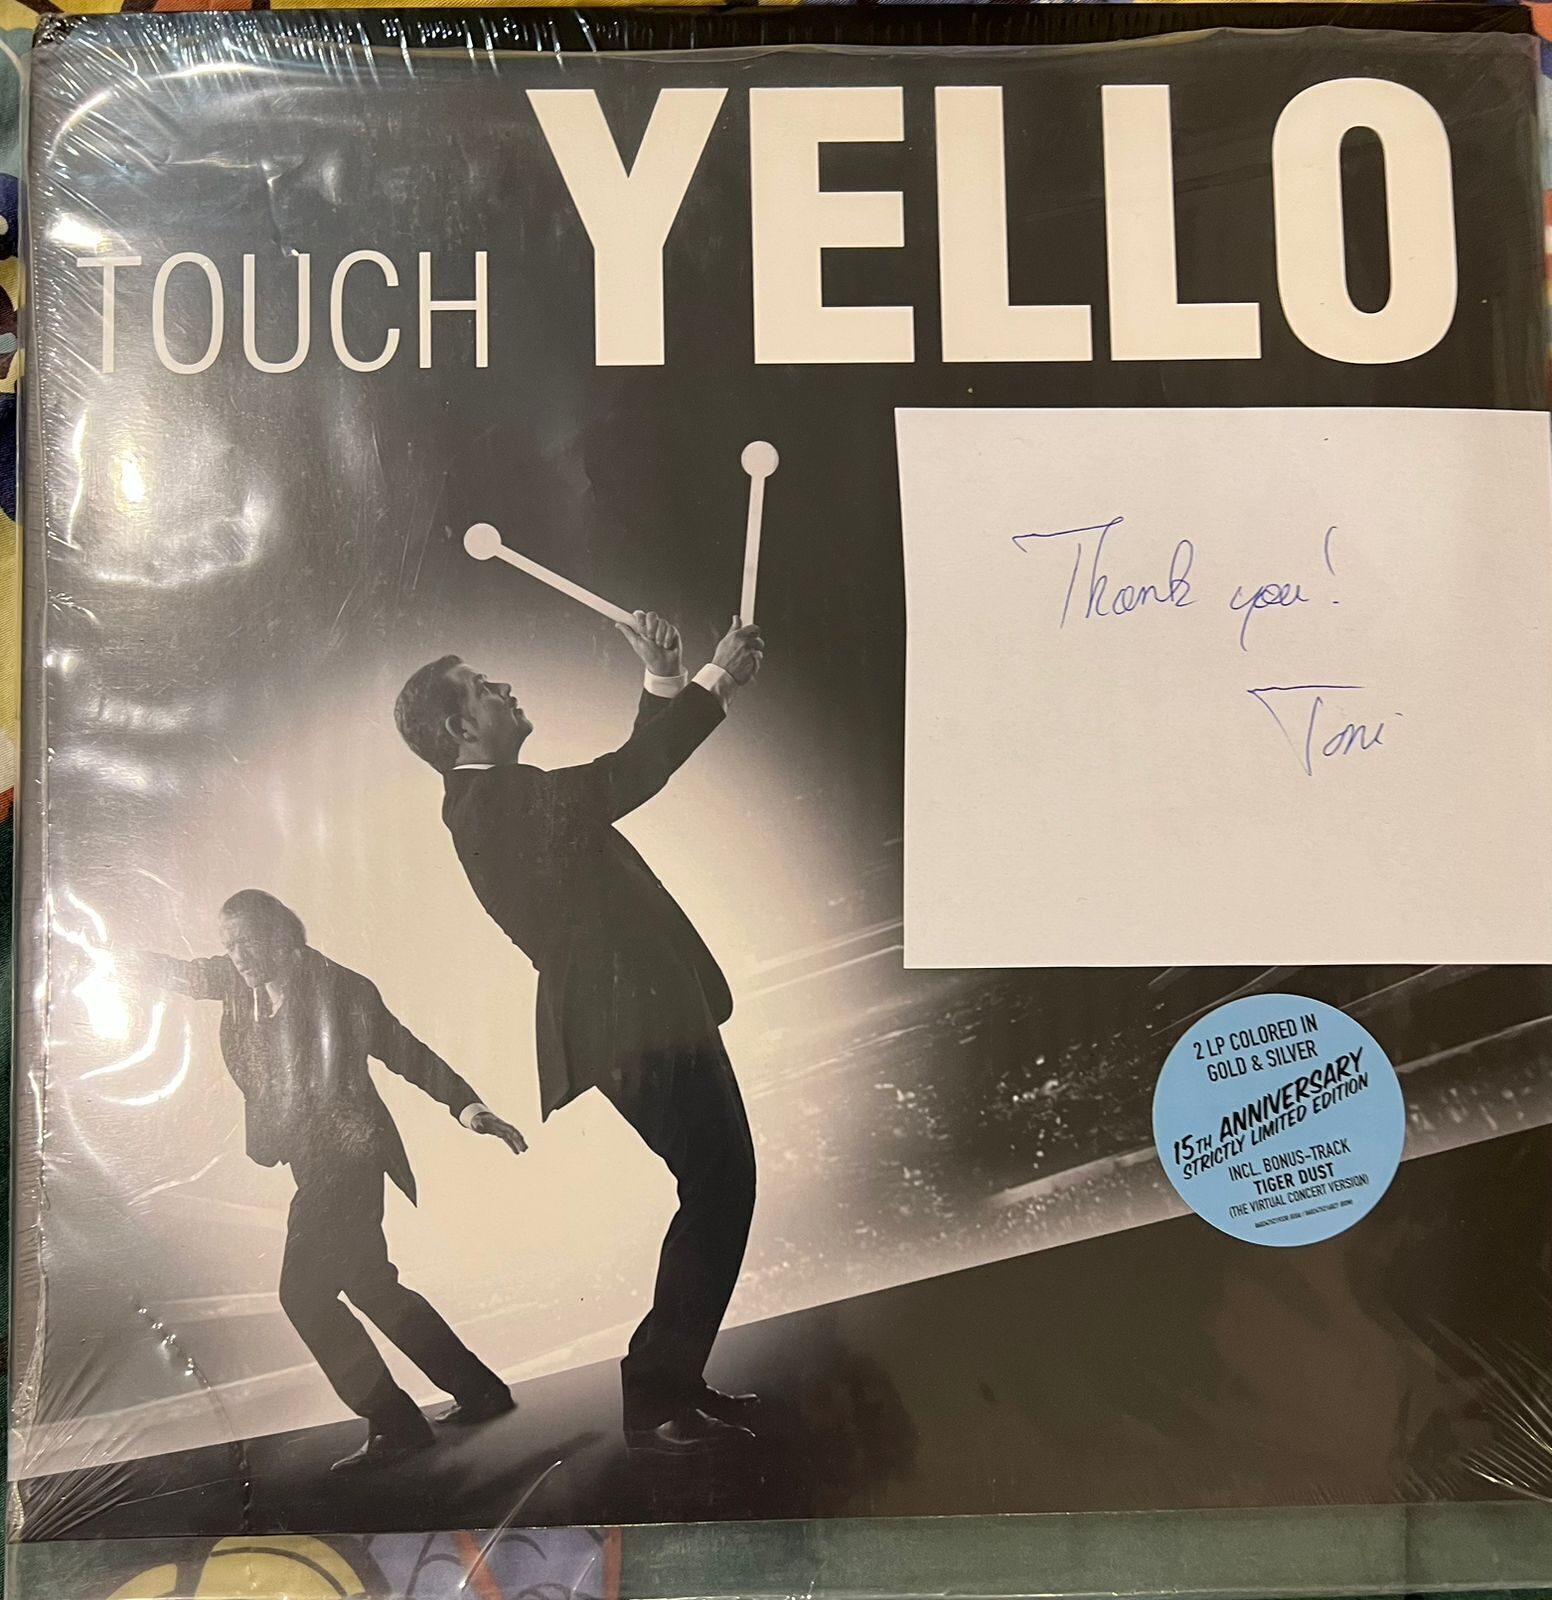 TOUCH YELLO
Thank you!
Toni
2 LP COLORED IN
GOLD & SILVER
15TH ANNIVERSARY
STRICTLY LIMITED EDITION
INCL. BONUS-TRACK
TIGER DUST
(THE VIRTUAL CONCERT VERSION)